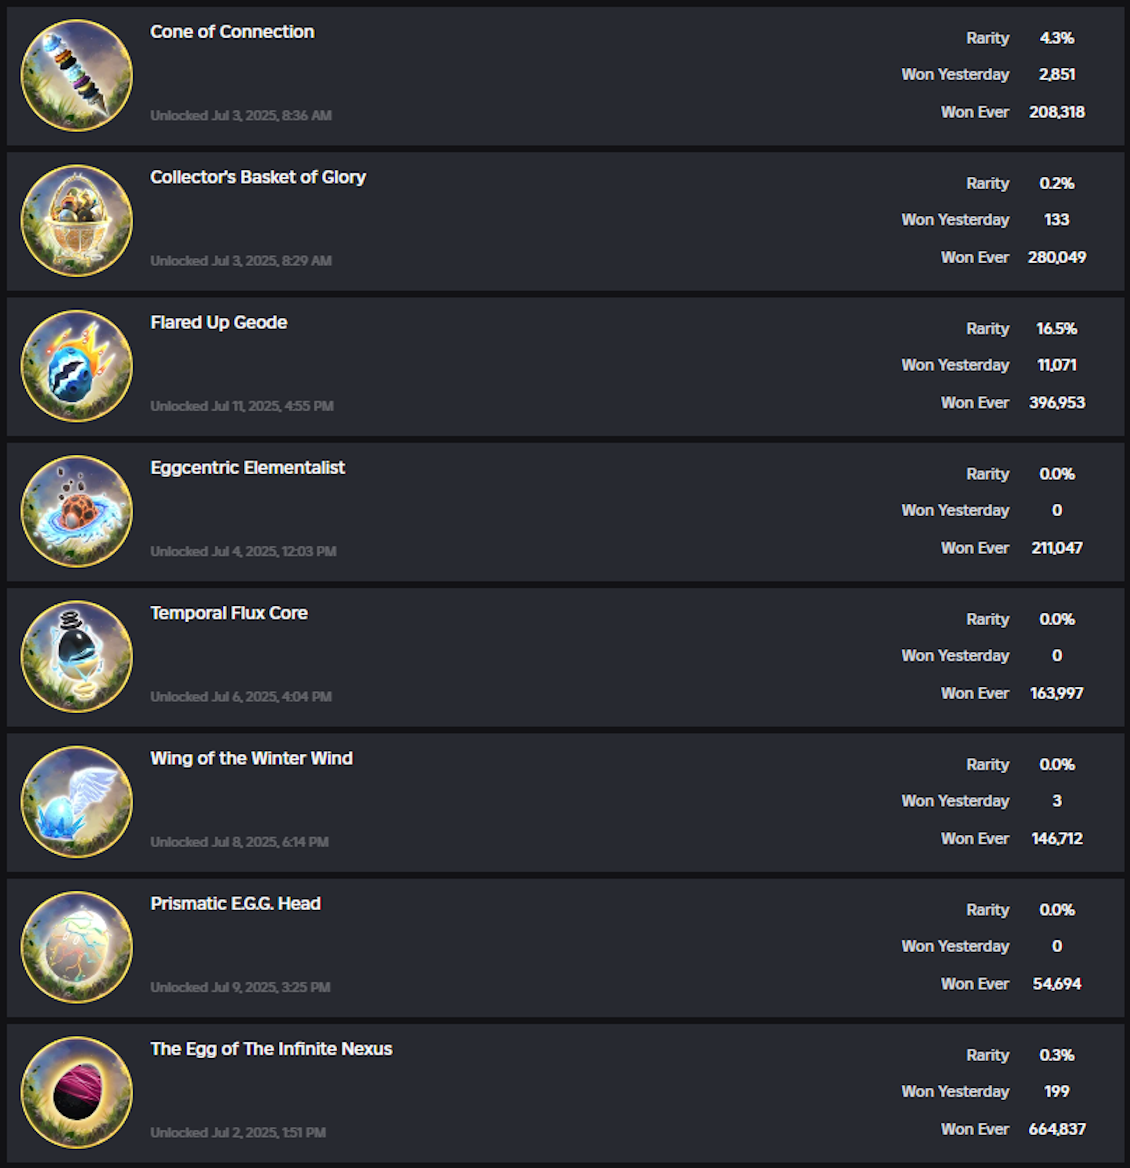 Cone of Connection
Rarity 4.3%
Won Yesterday 2,851
Unlocked Jul 3, 2025, 8:36 AM
Won Ever 208,318
Collector's Basket of Glory
Rarity 0.2%
Won Yesterday 133
Unlocked Jul 3, 2025, 8:29 AM
Won Ever 280,049
Flared Up Geode
Rarity 16.5%
Won Yesterday 11,071
Unlocked Jul 11, 2025, 4:55 PM
Won Ever 396,953
Eggcentric Elementalist
Rarity 0.0%
Won Yesterday 0
Unlocked Jul 4, 2025, 12:03 PM
Won Ever 211,047
Temporal Flux Core
Rarity 0.0%
Won Yesterday 0
Unlocked Jul 6, 2025, 4:04 PM
Won Ever 163,997
Wing of the Winter Wind
Rarity 0.0%
Won Yesterday 3
Unlocked Jul 8, 2025, 6:14 PM
Won Ever 146,712
Prismatic E.G.G. Head
Rarity 0.0%
Won Yesterday 0
Unlocked Jul 9, 2025, 3:25 PM
Won Ever 54,694
The Egg of The Infinite Nexus
Rarity 0.3%
Won Yesterday 199
Unlocked Jul 2, 2025, 1:51 PM
Won Ever 664,837